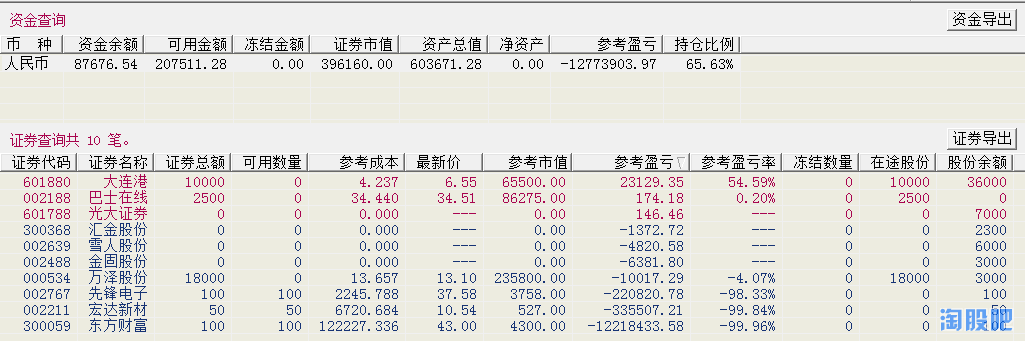 资金查询 资金导出
币 种 资金余额 可用金额 冻结金额 证券市值 资产总值 净资产 参考盈亏 持仓比例
人民币 87676.54 207511.28 0.00 396160.00 603671.28 0.00 -12773903.97 65.63%
证券查询共 10 笔。 证券导出
证券代码 证券名称 证券总额 可用数量 参考成本 最新价 参考市值 参考盈亏▽ 参考盈亏率 冻结数量 在途股份 股份余额
601880 大连港 10000 0 4.237 6.55 65500.00 23129.35 54.59% 0 10000 36000
002188 巴士在线 2500 0 34.440 34.51 86275.00 174.18 0.20% 0 2500 0
601788 光大证券 0 0 0.000 --- 0.00 146.46 --- 0 0 7000
300368 汇金股份 0 0 0.000 --- 0.00 -1372.72 --- 0 0 2300
002639 雪人股份 0 0 0.000 --- 0.00 -4820.58 --- 0 0 6000
002488 金固股份 0 0 0.000 --- 0.00 -6381.80 --- 0 0 3000
000534 万泽股份 18000 0 13.657 13.10 235800.00 -10017.29 -4.07% 0 18000 3000
002767 先锋电子 100 100 2245.788 37.58 3758.00 -220820.78 -98.33% 0 0 100
002211 宏达新材 50 50 6720.684 10.54 527.00 -335507.21 -99.84% 0 0
300059 东方财富 100 100 122227.336 43.00 4300.00 -12218433.58 -99.96% 0 0
淘股吧